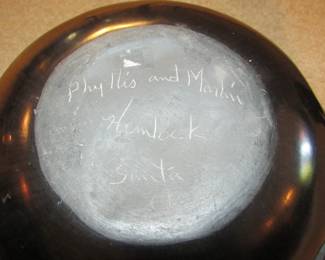 Phyllis and Marlin
Hemlock
Santa